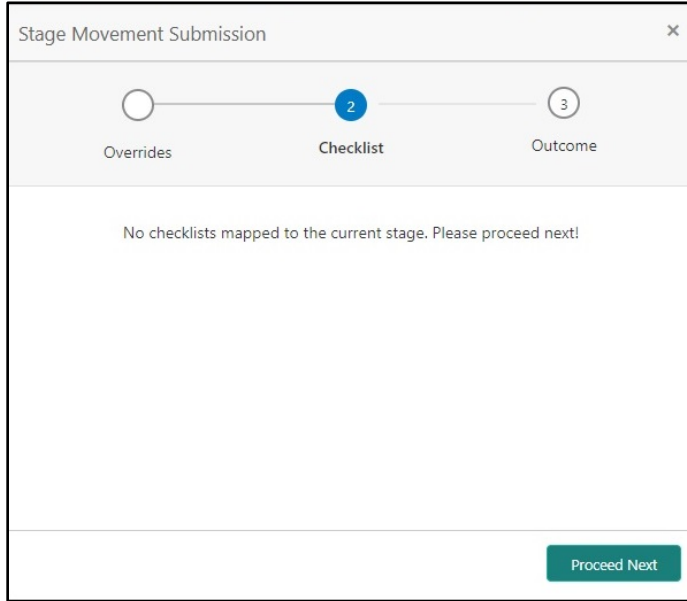 Stage Movement Submission ×
2 3
Overrides Checklist Outcome
No checklists mapped to the current stage. Please proceed next!
Proceed Next